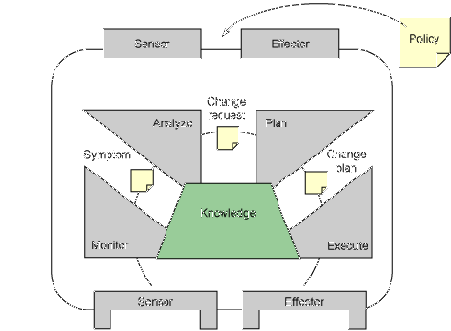 Policy
Sensor
Effector
Change
request
Analyze
Plan
Symptom
Change
plan
Knowledge
Monitor
Execute
Sensor
Effector